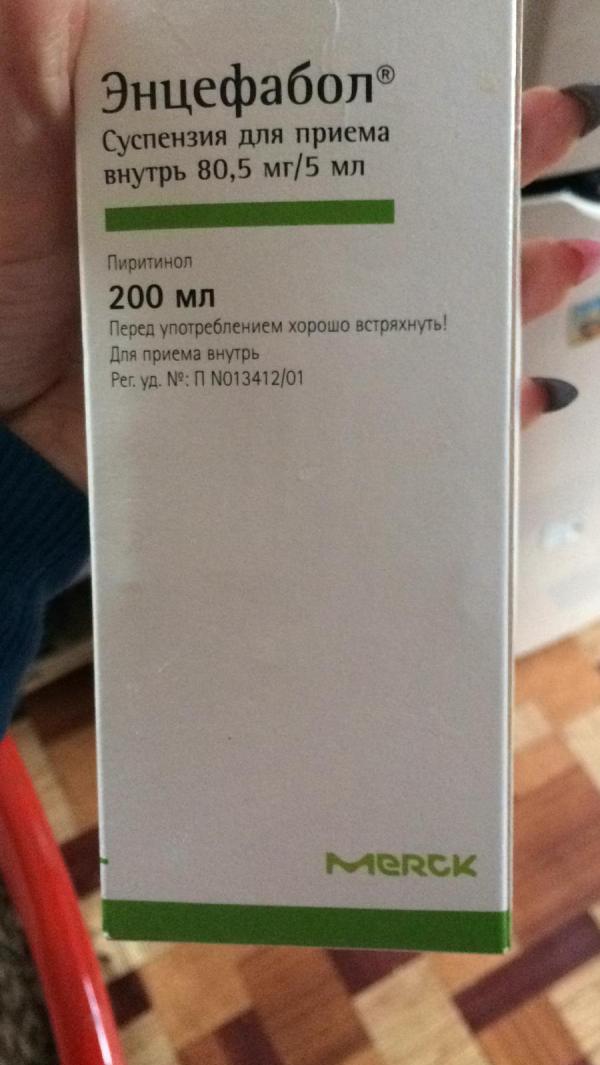 Энцефабол®
Суспензия для приема
внутрь 80,5 мг/5 мл
Пиритинол
200 мл
Перед употреблением хорошо встряхнуть!
Для приема внутрь
Рег. уд. №: П N013412/01
Merck